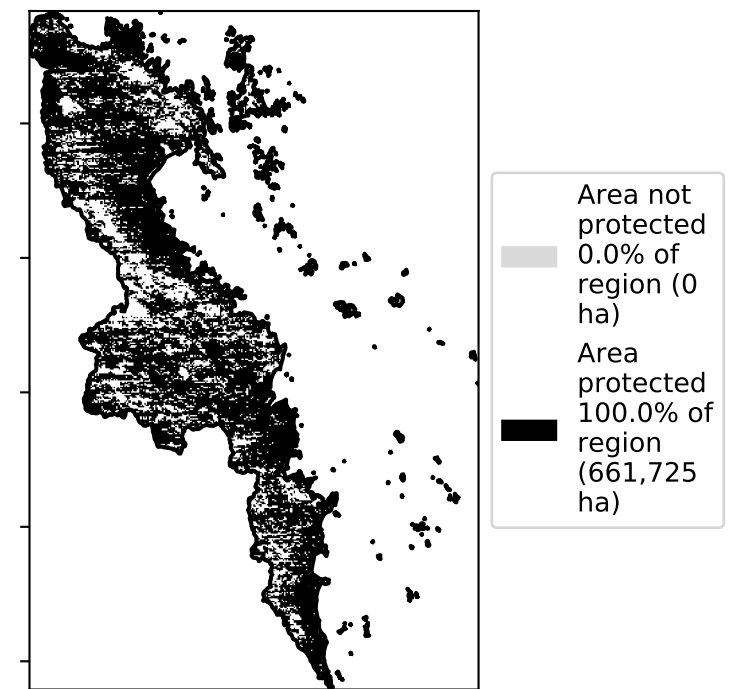 Area not
protected
0.0% of
region (0
ha)
Area
protected
100.0% of
region
(661,725
ha)